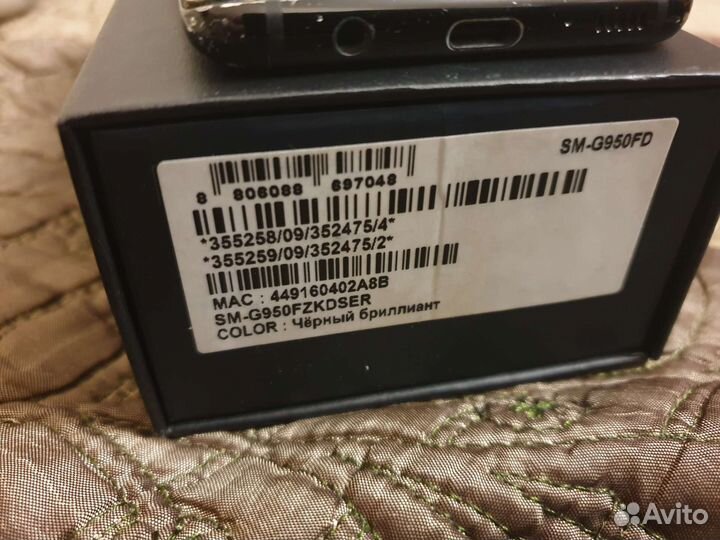 SM-G950FD
8 806088 697048
*355258/09/352475/4*
*355259/09/352475/2*
MAC : 449160402A8B
SM-G950FZKDSER
COLOR : Чёрный бриллиант
Avito